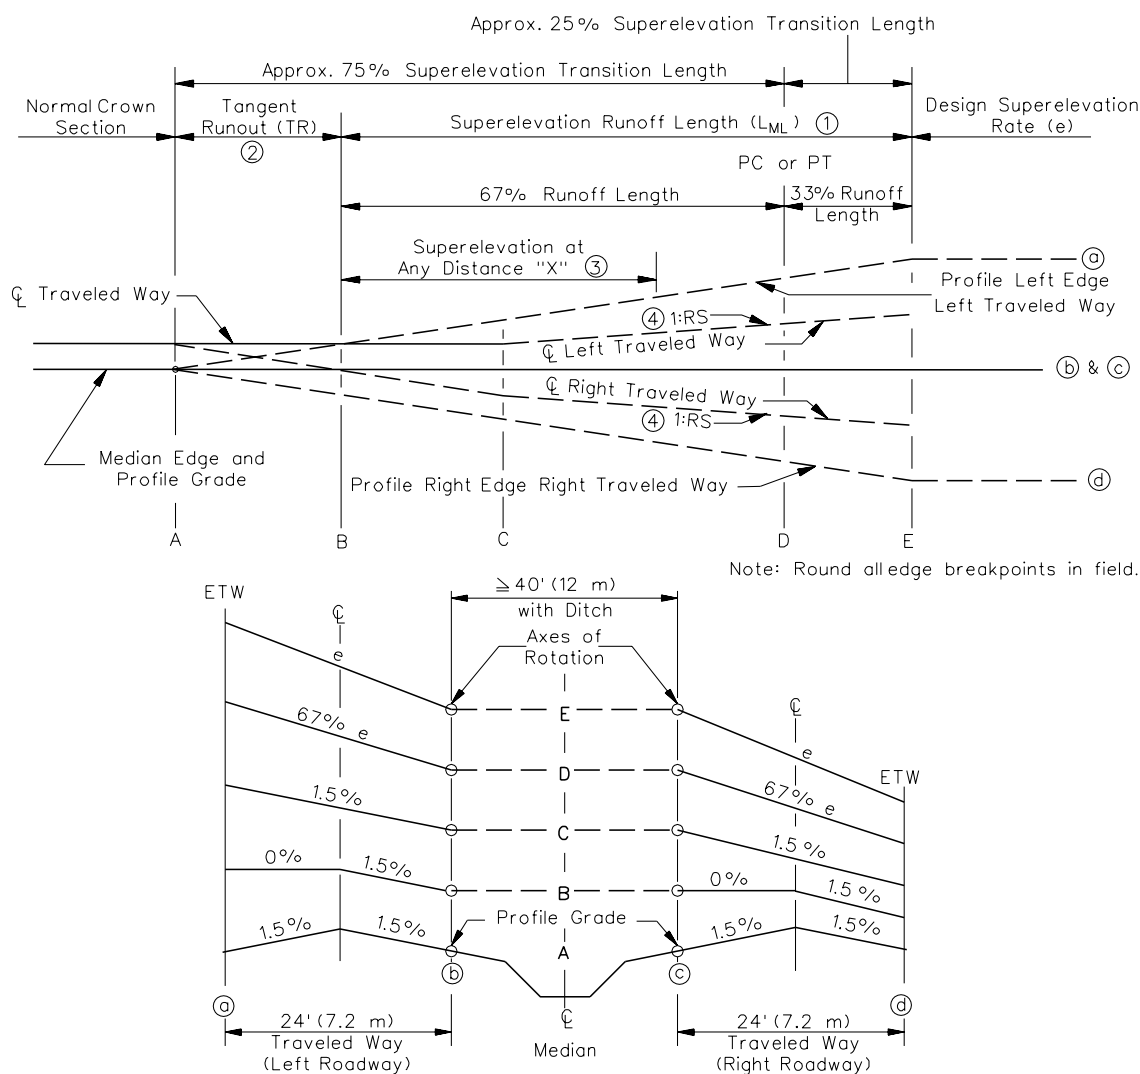 Approx. 25% Superelevation Transition Length
Approx. 75% Superelevation Transition Length
Normal Crown
Section
Tangent
Runout (TR)
②
Superelevation Runoff Length (LML) ①
Design Superelevation
Rate (e)
PC or PT
67% Runoff Length
33% Runoff
Length
Superelevation at
Any Distance "X" ③
ⓐ
℄ Traveled Way
Profile Left Edge
Left Traveled Way
④ 1:RS
℄ Left Traveled Way
ⓑ & ⓒ
℄ Right Traveled Way
④ 1:RS
Median Edge and
Profile Grade
Profile Right Edge Right Traveled Way
ⓓ
A B C D E
Note: Round all edge breakpoints in field.
ETW
℄
≧ 40' (12 m)
with Ditch
Axes of
Rotation
e
E
℄
e
67% e
D
ETW
67% e
1.5%
C
1.5%
0%
1.5%
B
0%
1.5%
1.5%
1.5%
Profile Grade
A
1.5%
1.5%
ⓑ
ⓒ
ⓐ
ⓓ
℄
Median
24' (7.2 m)
Traveled Way
(Left Roadway)
24' (7.2 m)
Traveled Way
(Right Roadway)